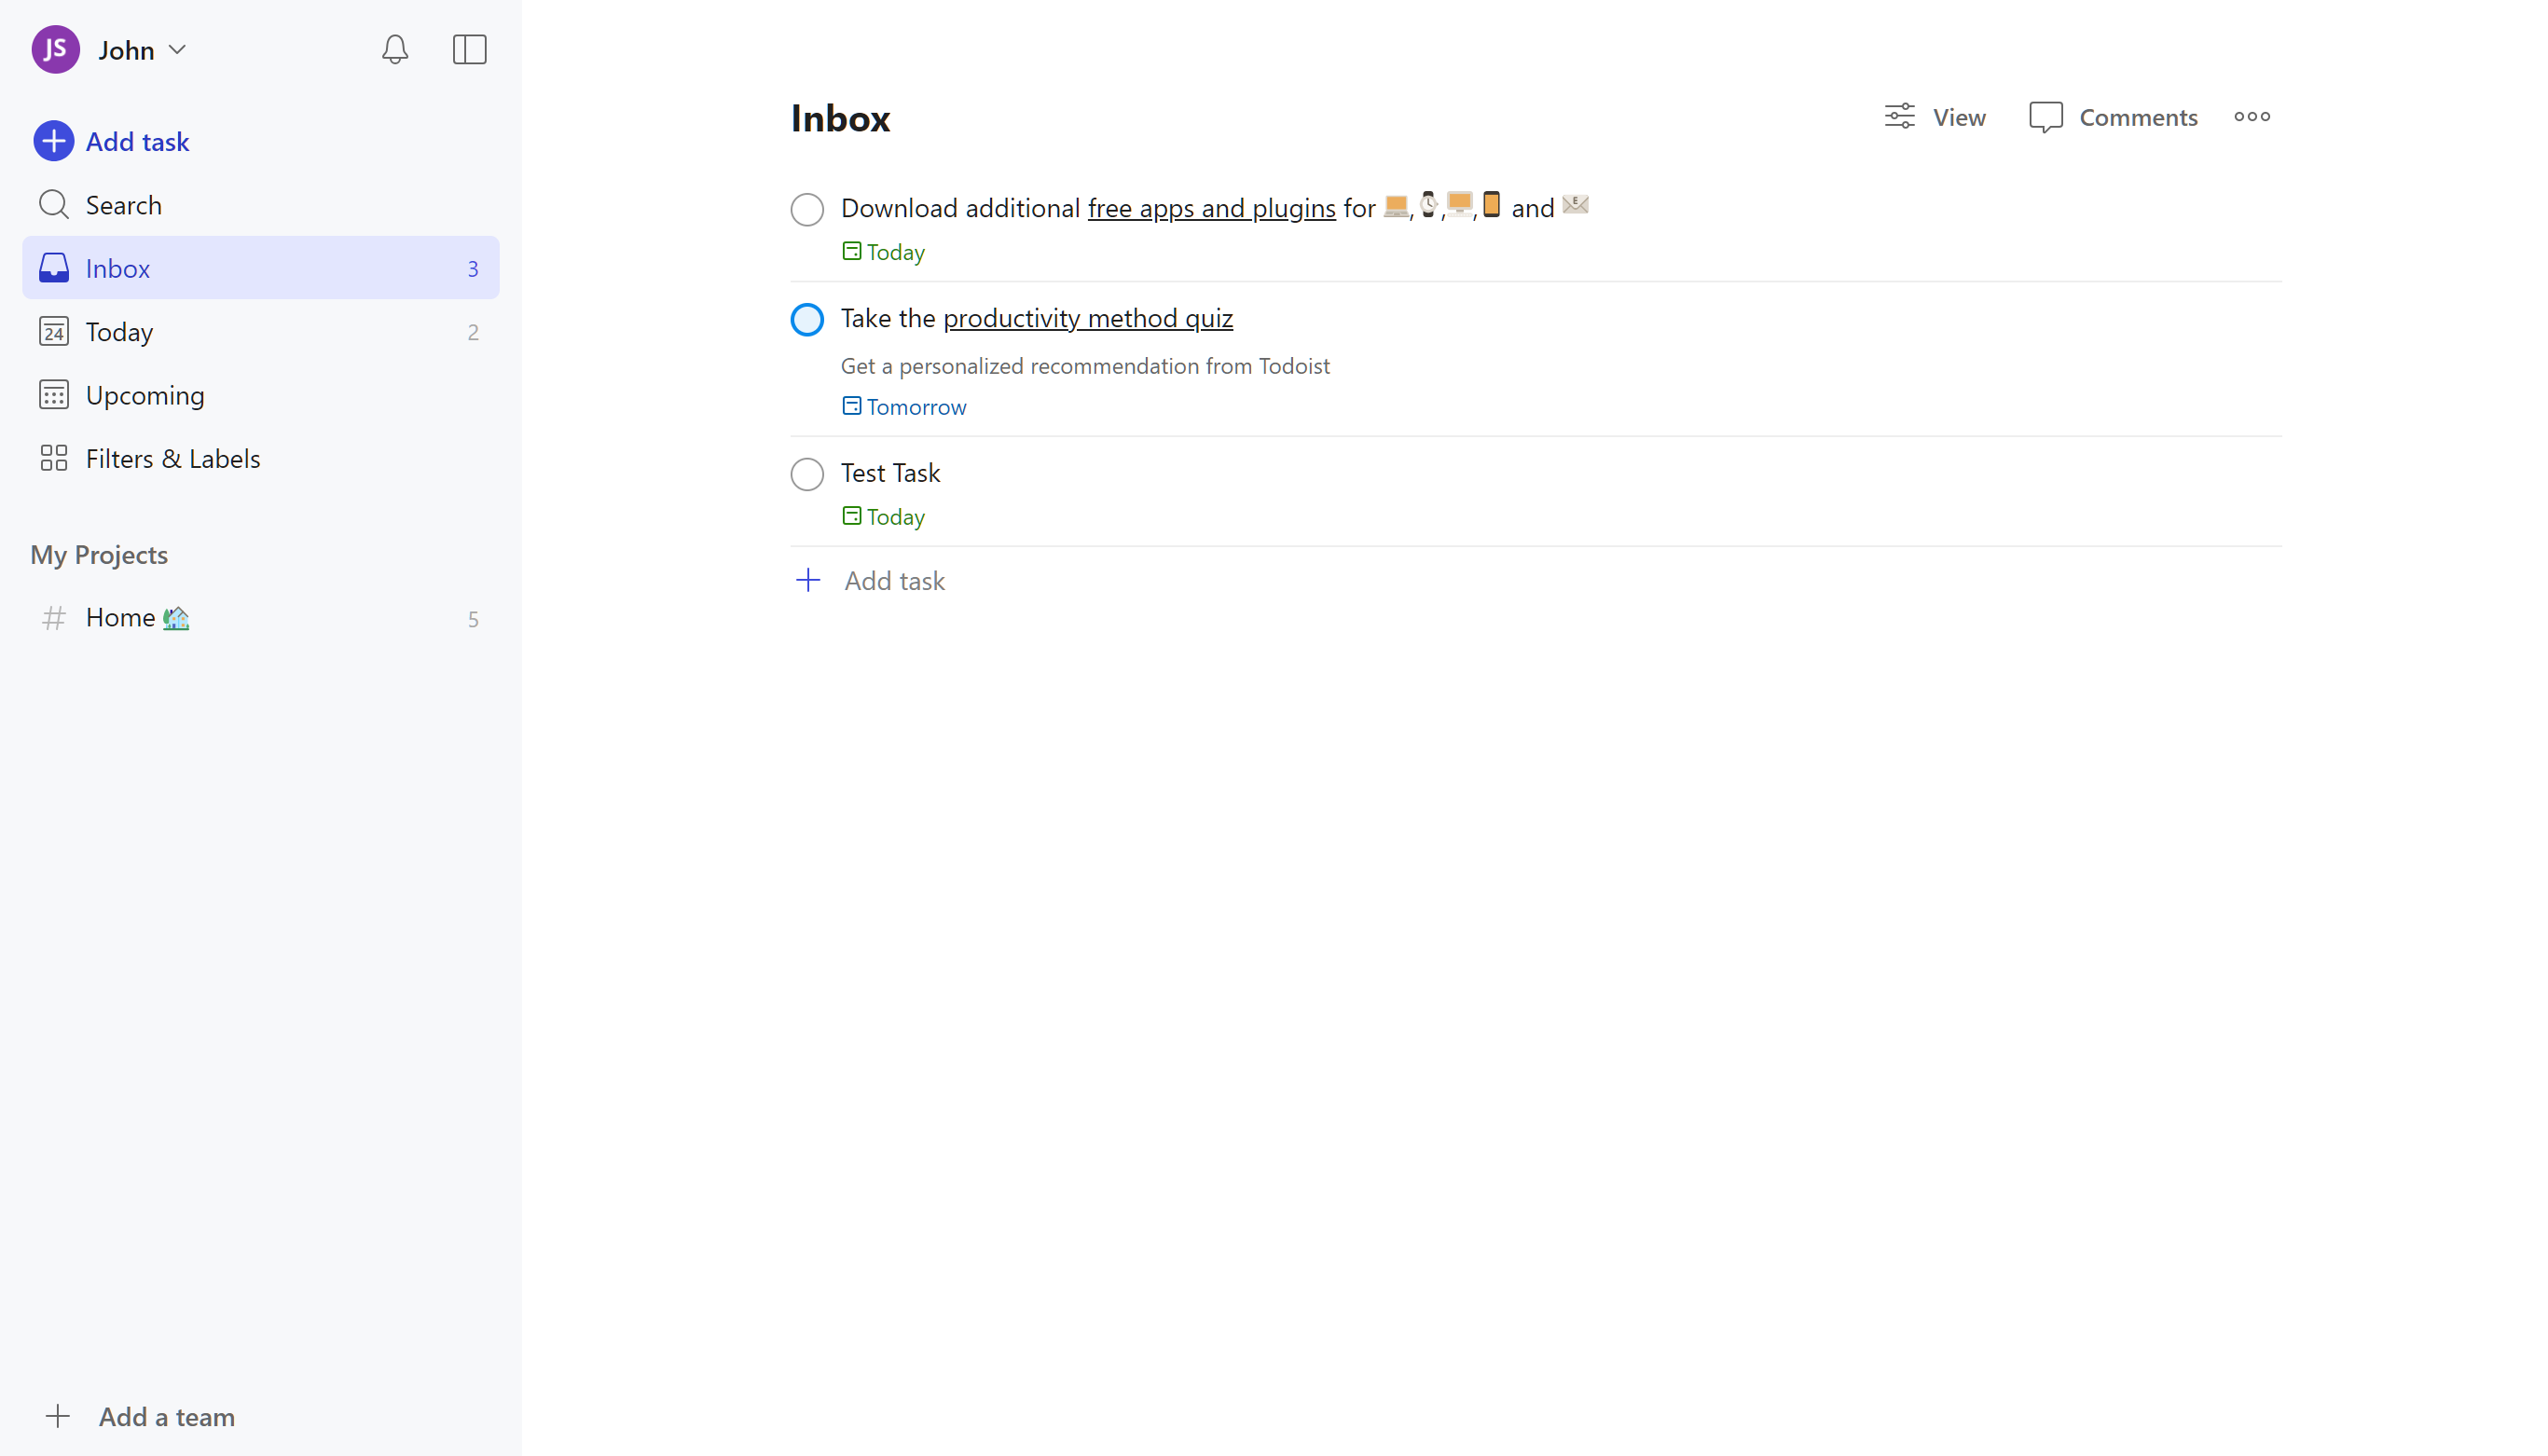 JS John
Add task
Search
Inbox 3
24 Today 2
Upcoming
Filters & Labels
My Projects
# Home 5
Add a team
Inbox
View Comments
Download additional free apps and plugins for , , , and
Today
Take the productivity method quiz
Get a personalized recommendation from Todoist
Tomorrow
Test Task
Today
Add task